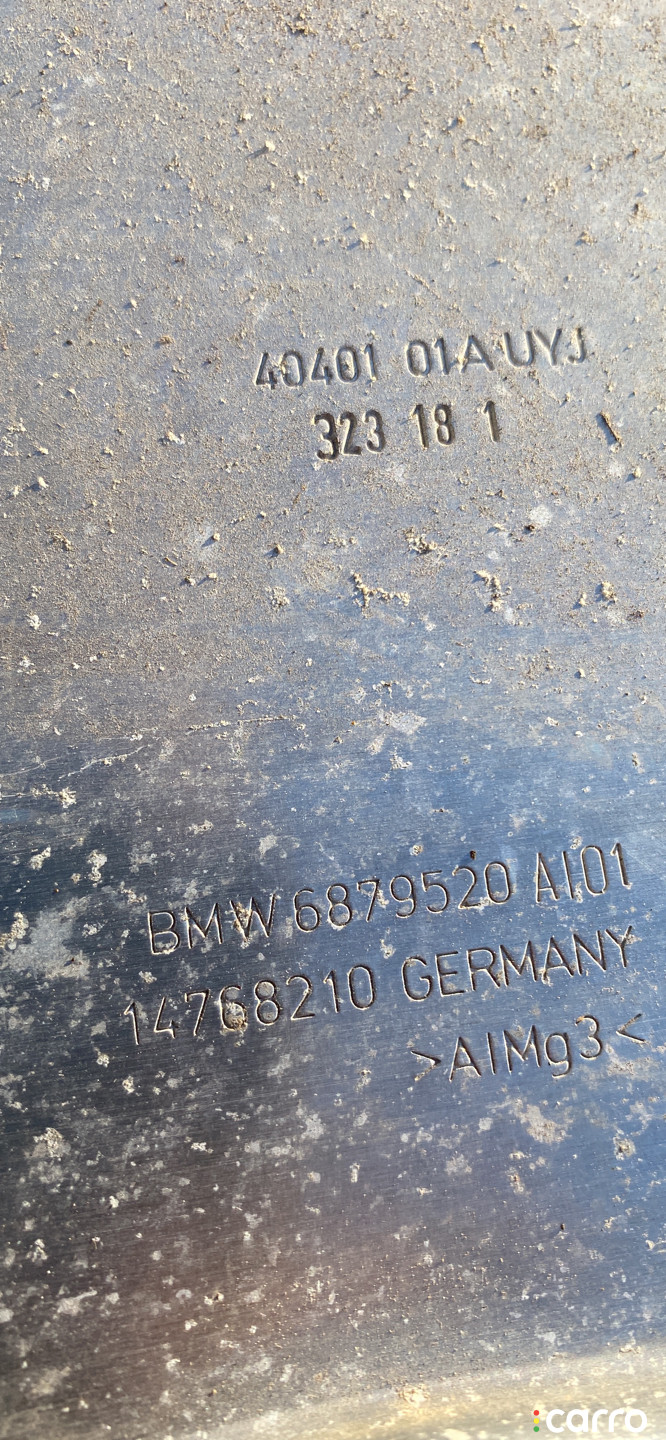 40401 01A UYJ
323 18 1
BMW 6879520 AI01
14768210 GERMANY
>AlMg3<
carro